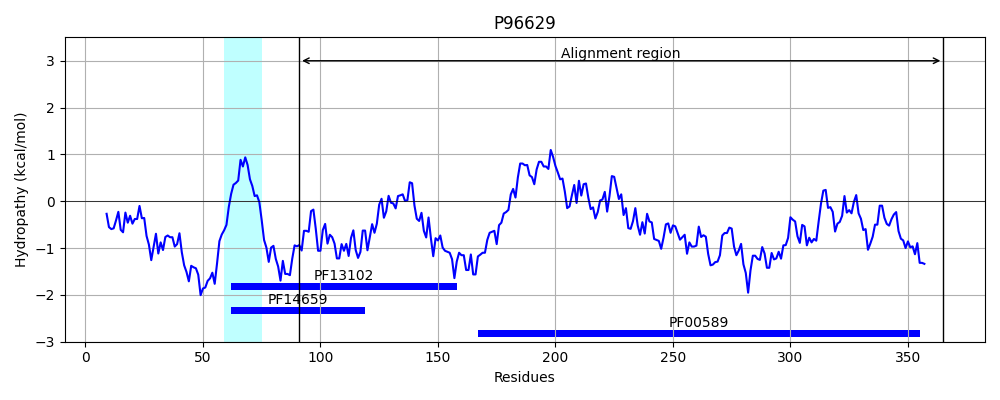 P96629
Alignment region
3
2
1
0
−1
−2
−3
Hydropathy (kcal/mol)
PF13102
PF14659
PF00589
0 50 100 150 200 250 300 350
Residues